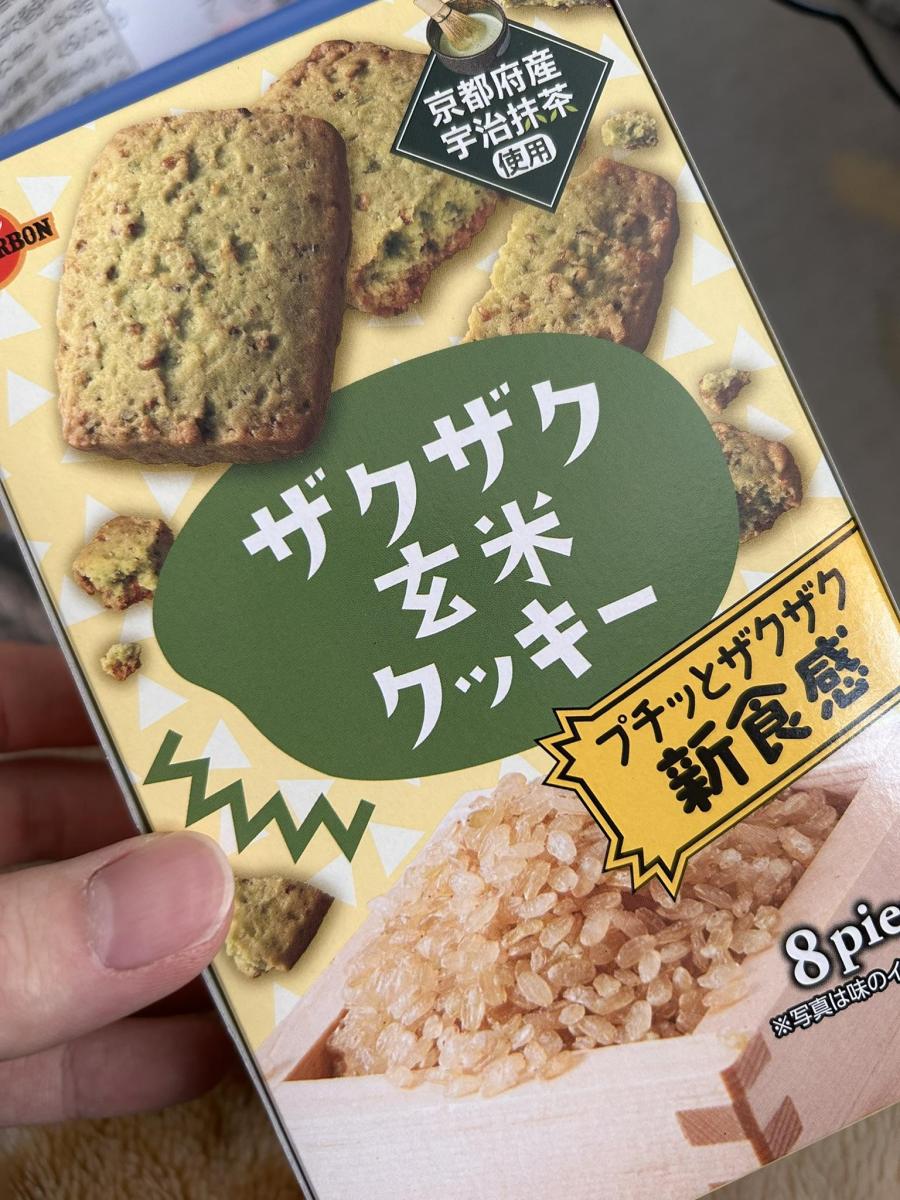 京都府産
宇治抹茶
使用
RBON
ザクザク
玄米
クッキー
プチッとザクザク
新食感
8pie
※写真は味のイ